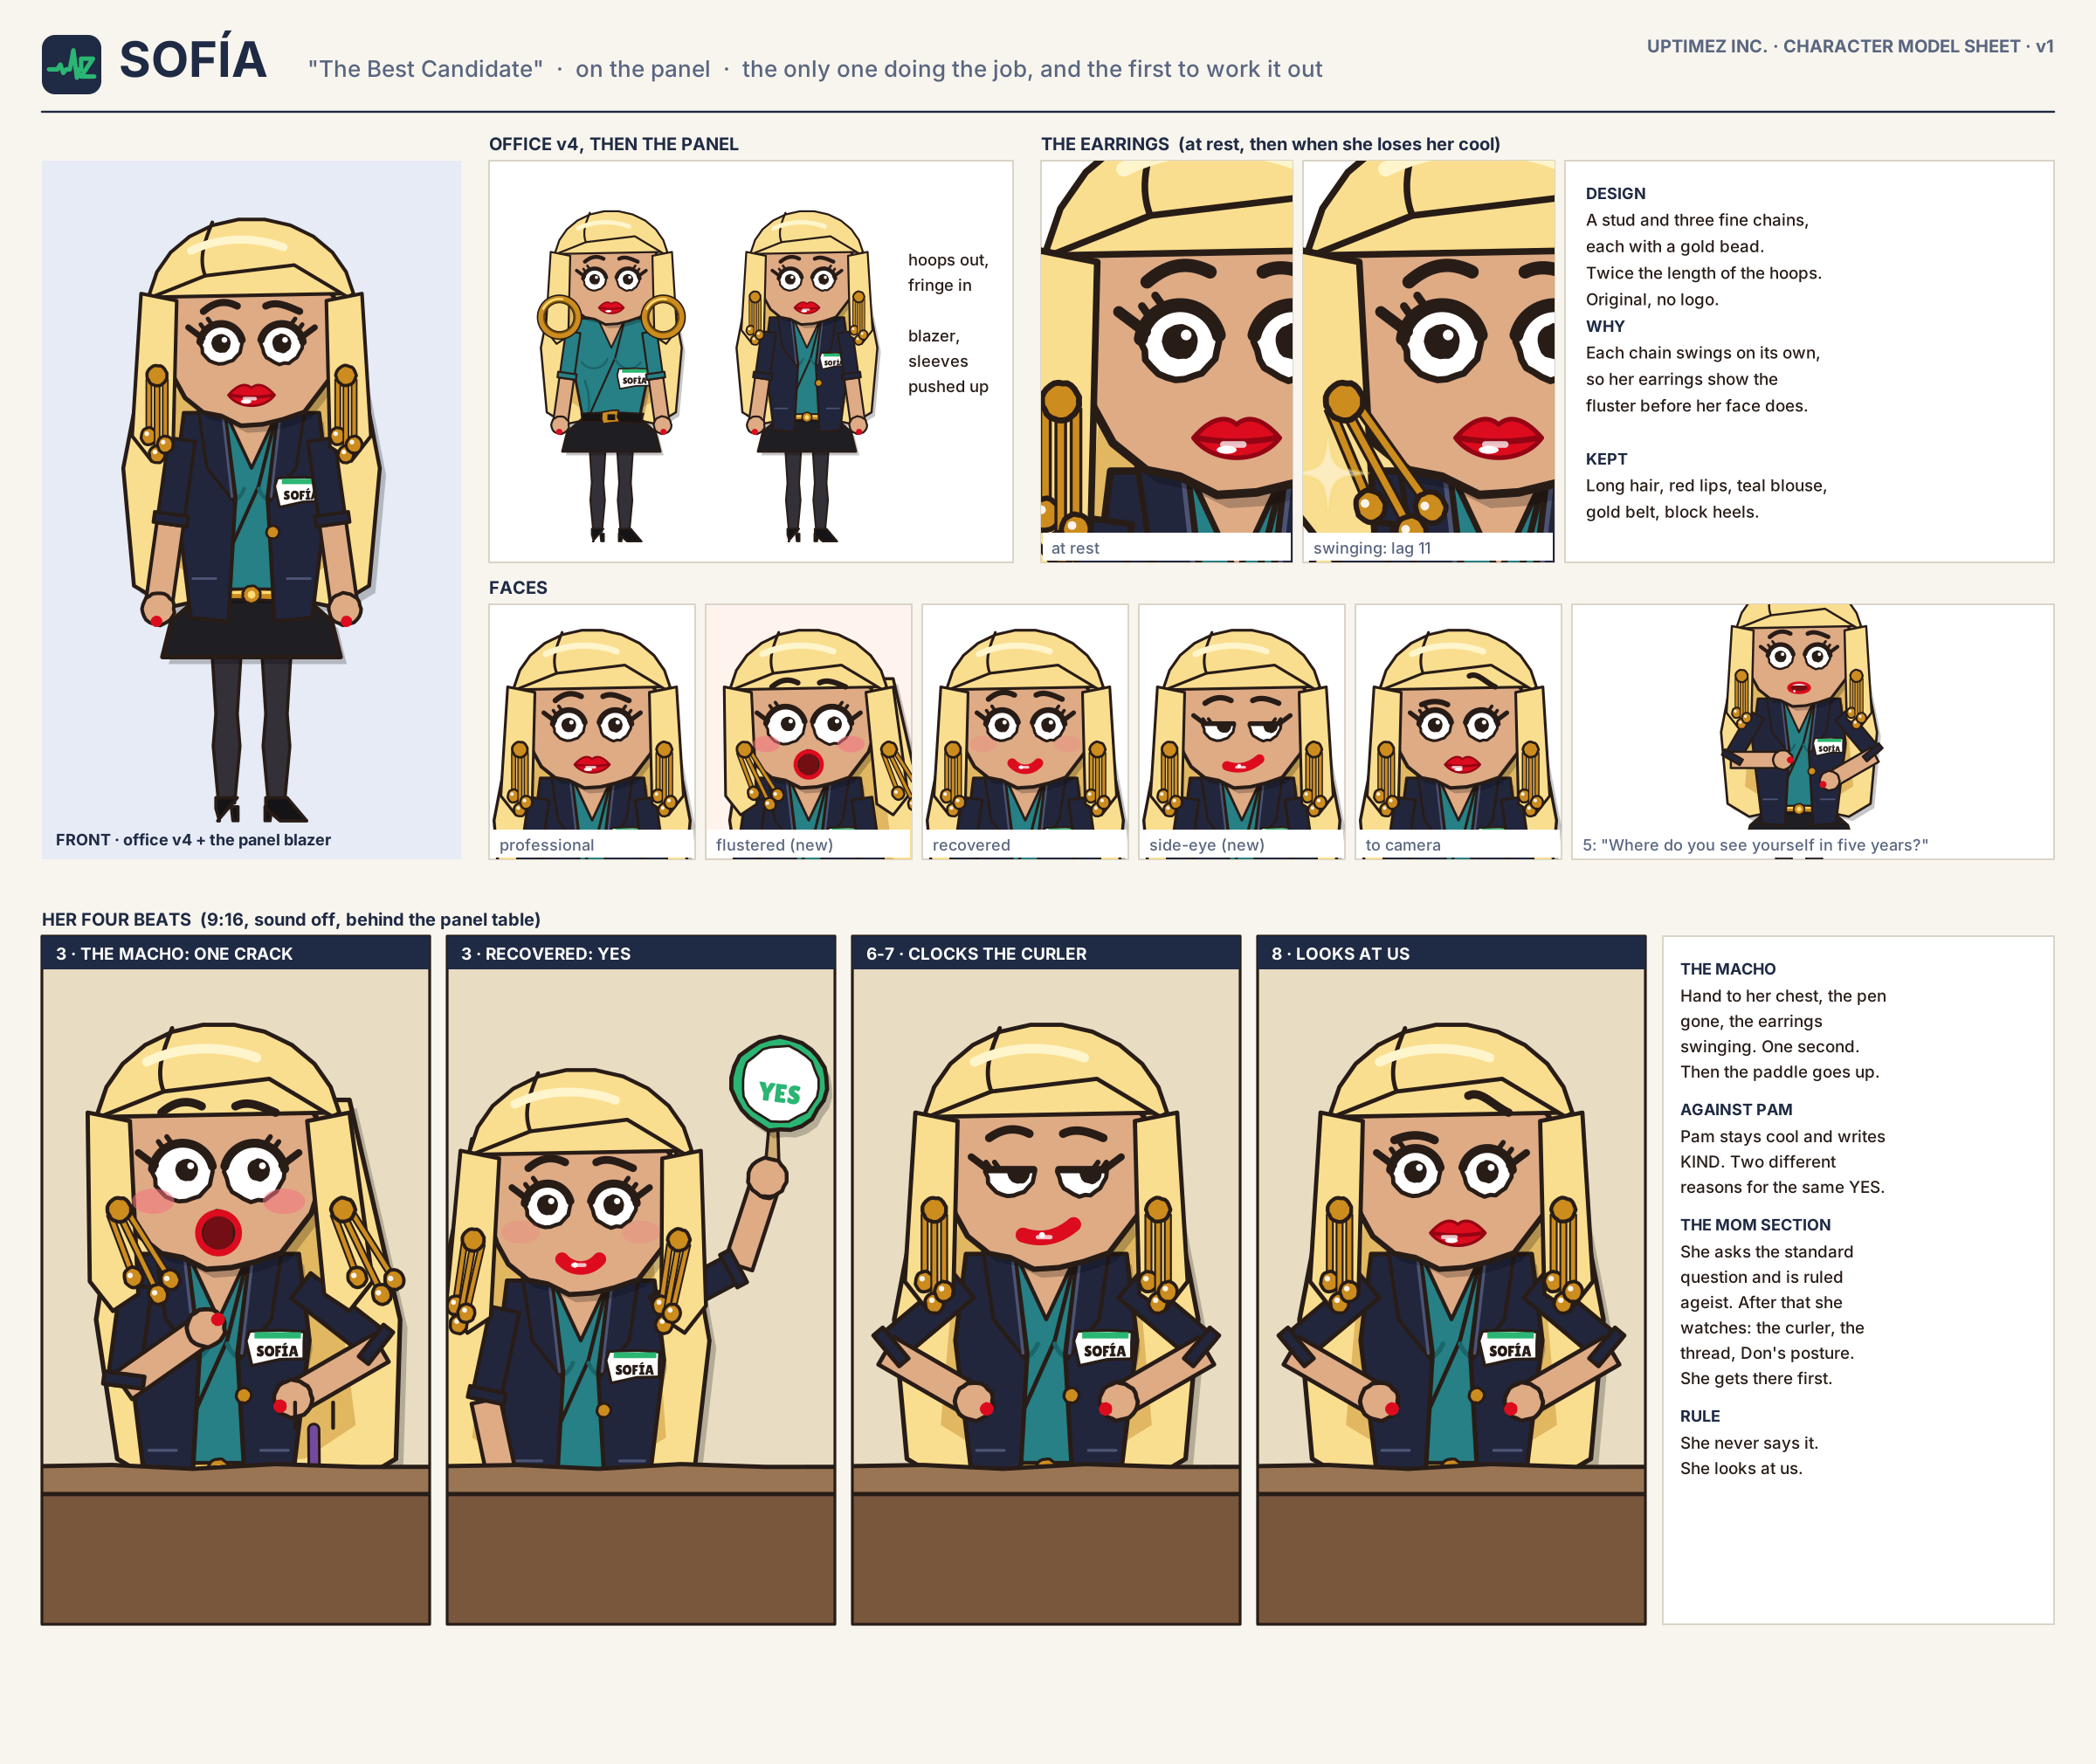 SOFÍA
"The Best Candidate" · on the panel · the only one doing the job, and the first to work it out
UPTIMEZ INC. · CHARACTER MODEL SHEET · v1
FRONT · office v4 + the panel blazer
SOFÍA
OFFICE v4, THEN THE PANEL
SOFÍA
SOFÍ
hoops out,
fringe in
blazer,
sleeves
pushed up
THE EARRINGS (at rest, then when she loses her cool)
at rest
swinging: lag 11
DESIGN
A stud and three fine chains,
each with a gold bead.
Twice the length of the hoops.
Original, no logo.
WHY
Each chain swings on its own,
so her earrings show the
fluster before her face does.
KEPT
Long hair, red lips, teal blouse,
gold belt, block heels.
FACES
professional
flustered (new)
recovered
side-eye (new)
to camera
SOFÍA
5: "Where do you see yourself in five years?"
HER FOUR BEATS (9:16, sound off, behind the panel table)
3 · THE MACHO: ONE CRACK
SOFÍA
3 · RECOVERED: YES
YES
SOFÍA
6-7 · CLOCKS THE CURLER
SOFÍA
8 · LOOKS AT US
SOFÍA
THE MACHO
Hand to her chest, the pen
gone, the earrings
swinging. One second.
Then the paddle goes up.
AGAINST PAM
Pam stays cool and writes
KIND. Two different
reasons for the same YES.
THE MOM SECTION
She asks the standard
question and is ruled
ageist. After that she
watches: the curler, the
thread, Don's posture.
She gets there first.
RULE
She never says it.
She looks at us.